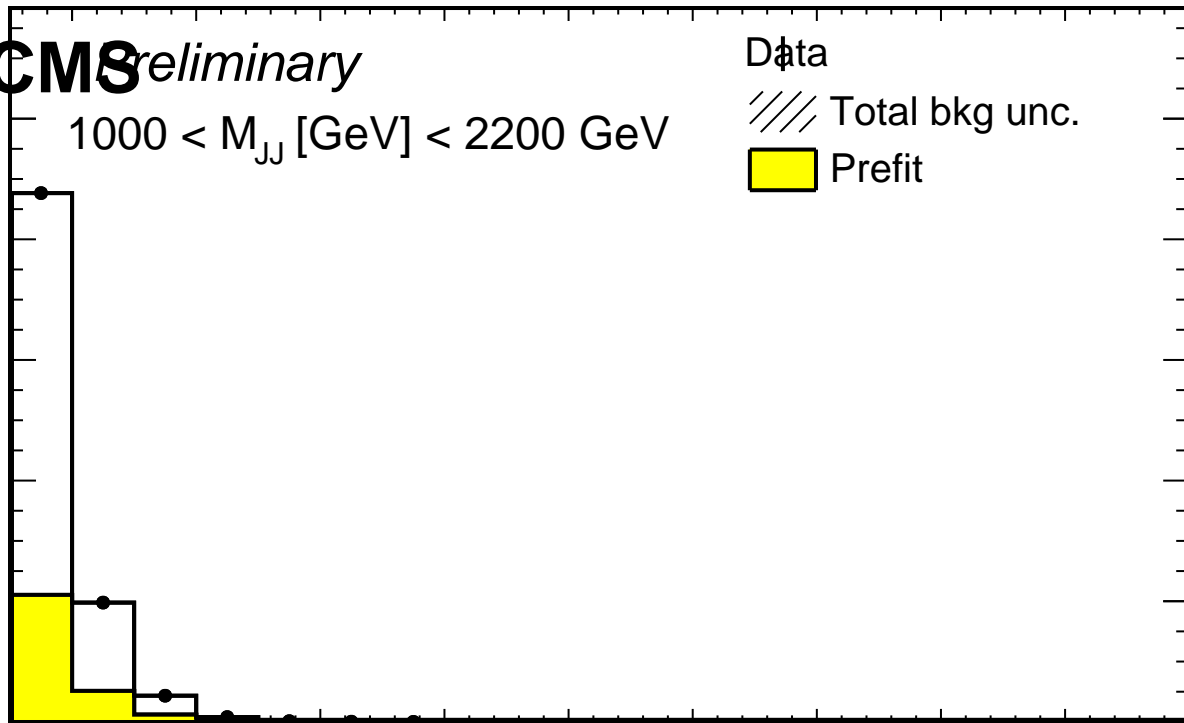 CMS Preliminary
1000 < M_JJ [GeV] < 2200 GeV
Data
Total bkg unc.
Prefit